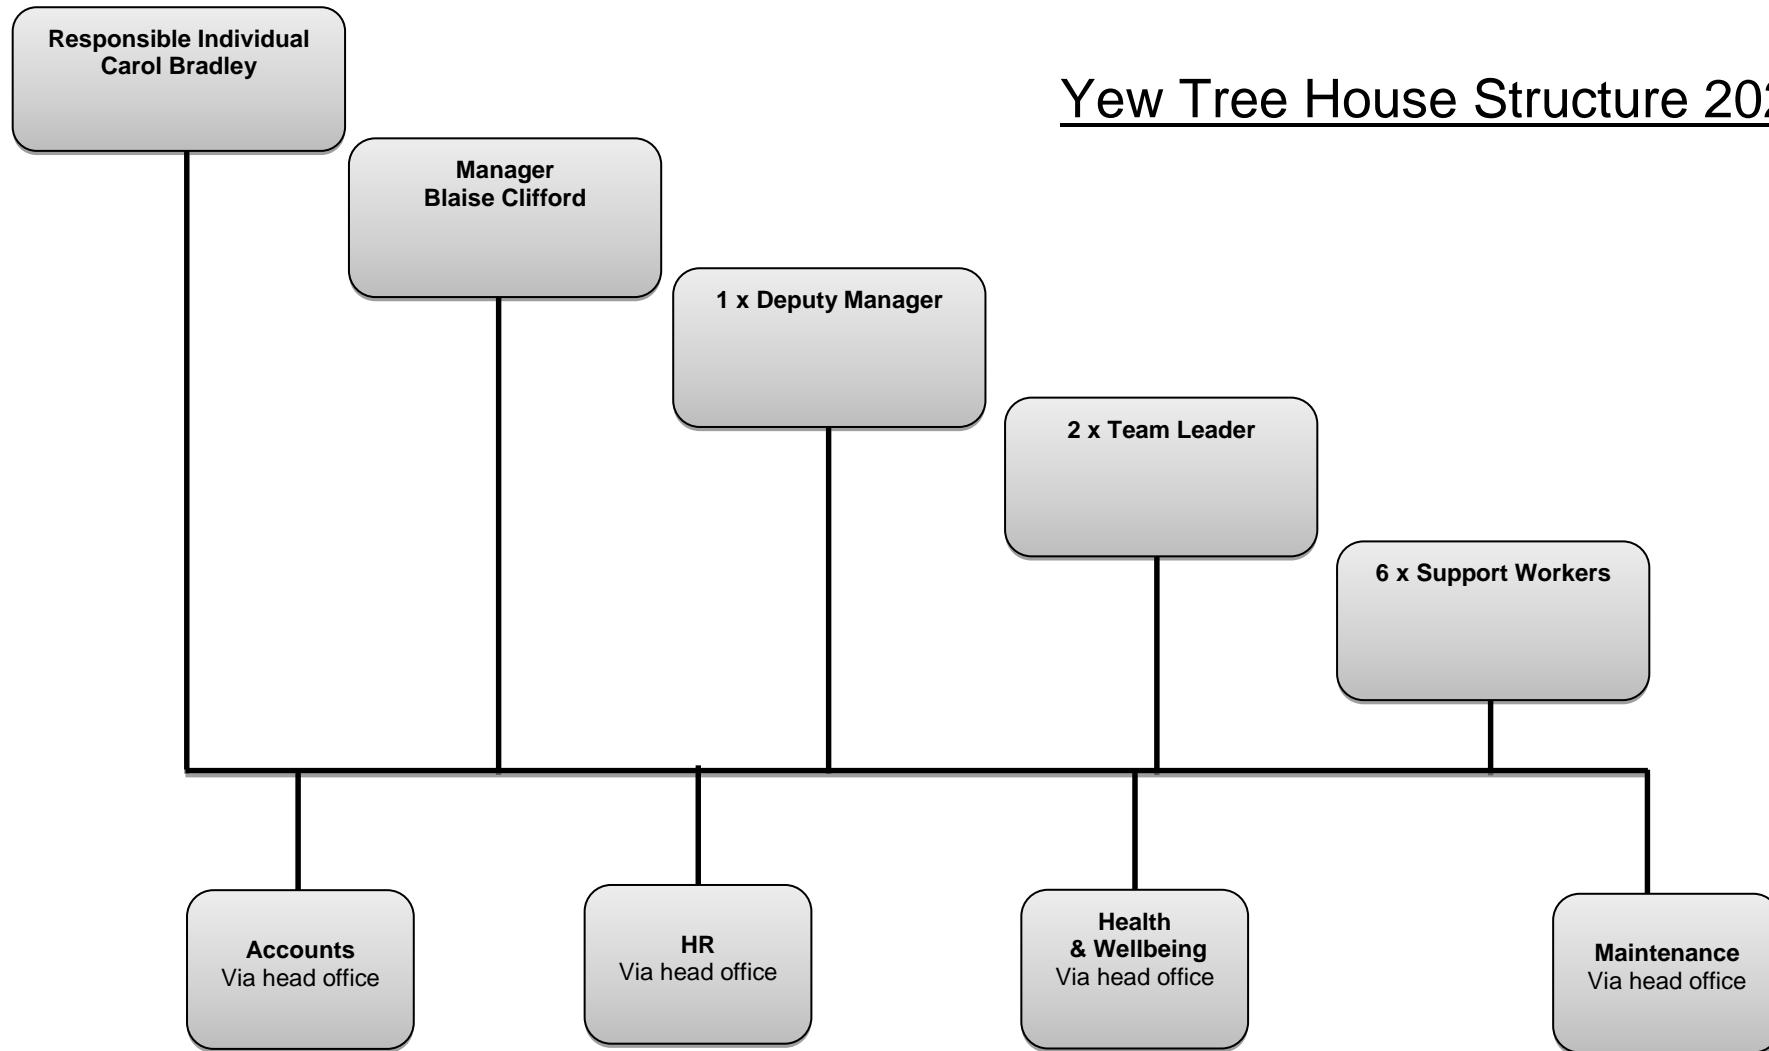 Responsible Individual
Carol Bradley
Yew Tree House Structure
Manager
Blaise Clifford
1 x Deputy Manager
2 x Team Leader
6 x Support Workers
Accounts
Via head office
HR
Via head office
Health
& Wellbeing
Via head office
Maintenance
Via head office